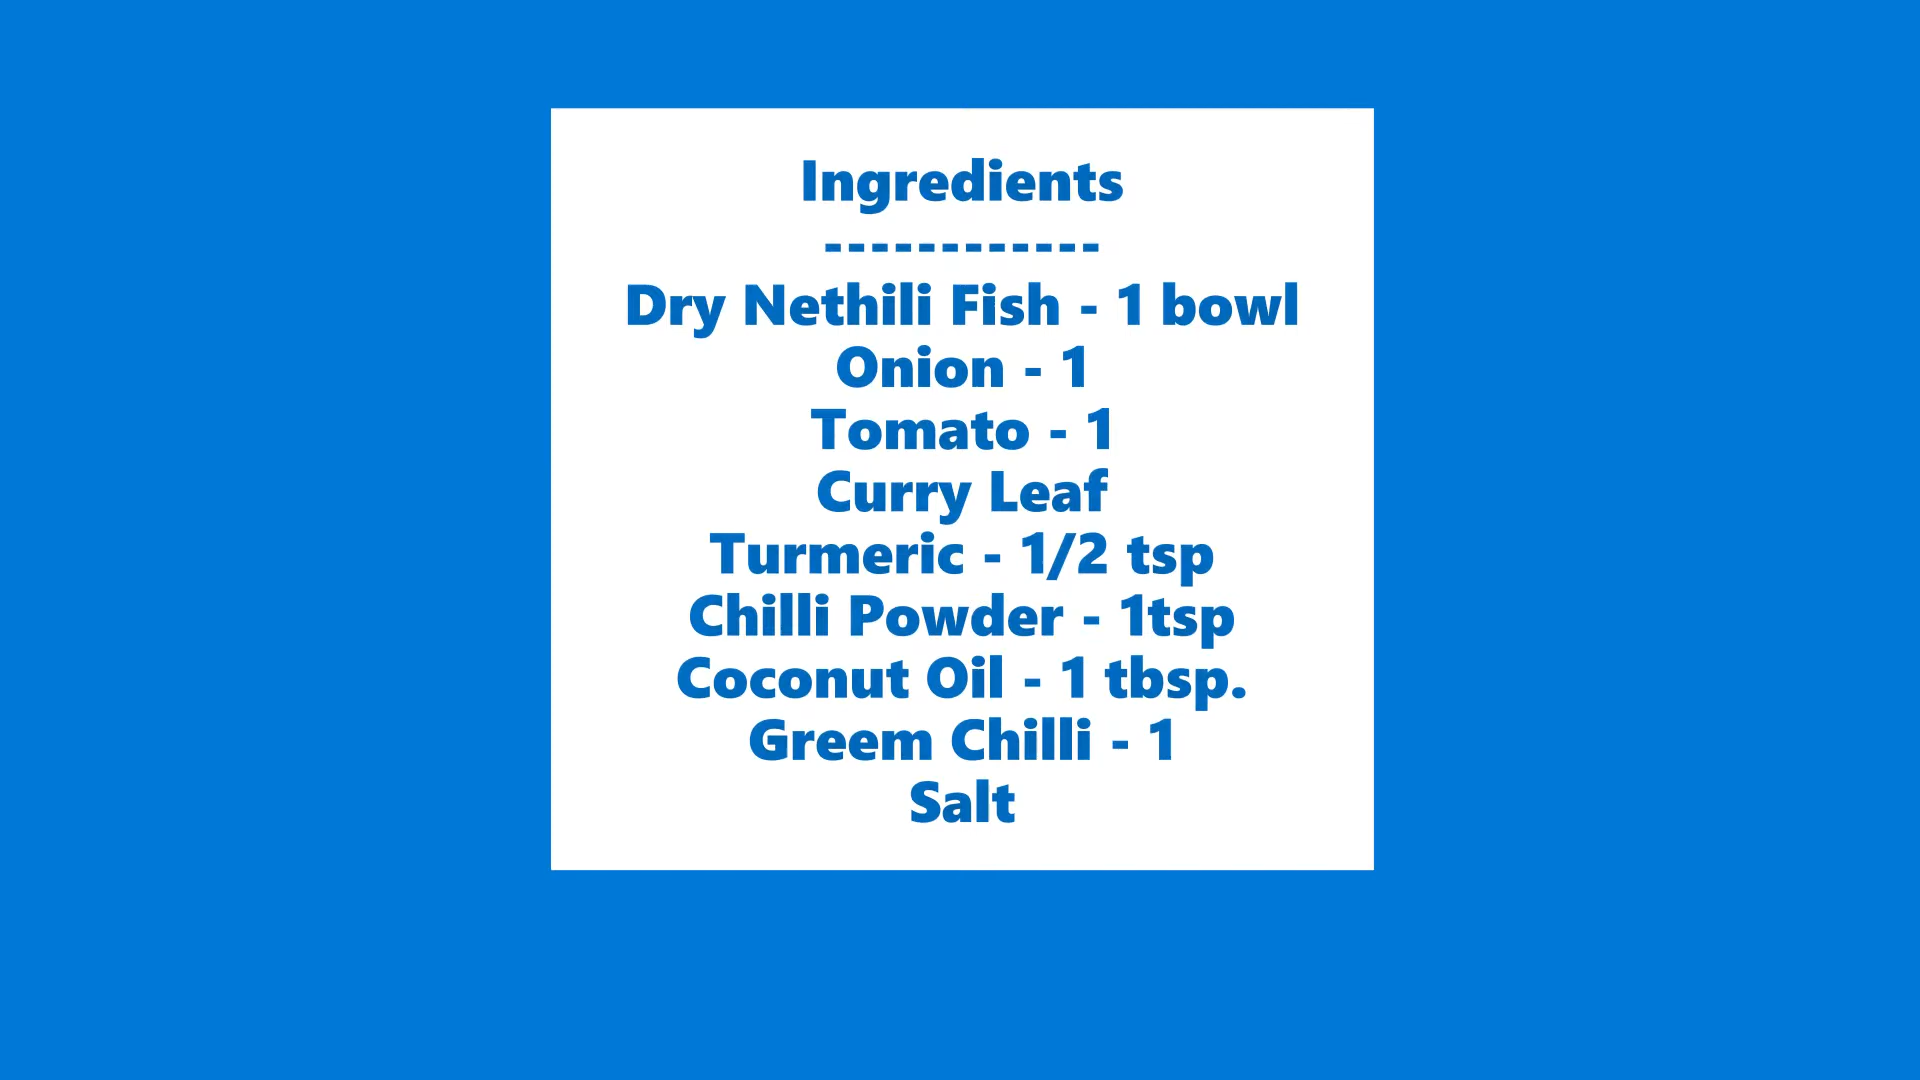 Ingredients
------------
Dry Nethili Fish - 1 bowl
Onion - 1
Tomato - 1
Curry Leaf
Turmeric - 1/2 tsp
Chilli Powder - 1tsp
Coconut Oil - 1 tbsp.
Greem Chilli - 1
Salt